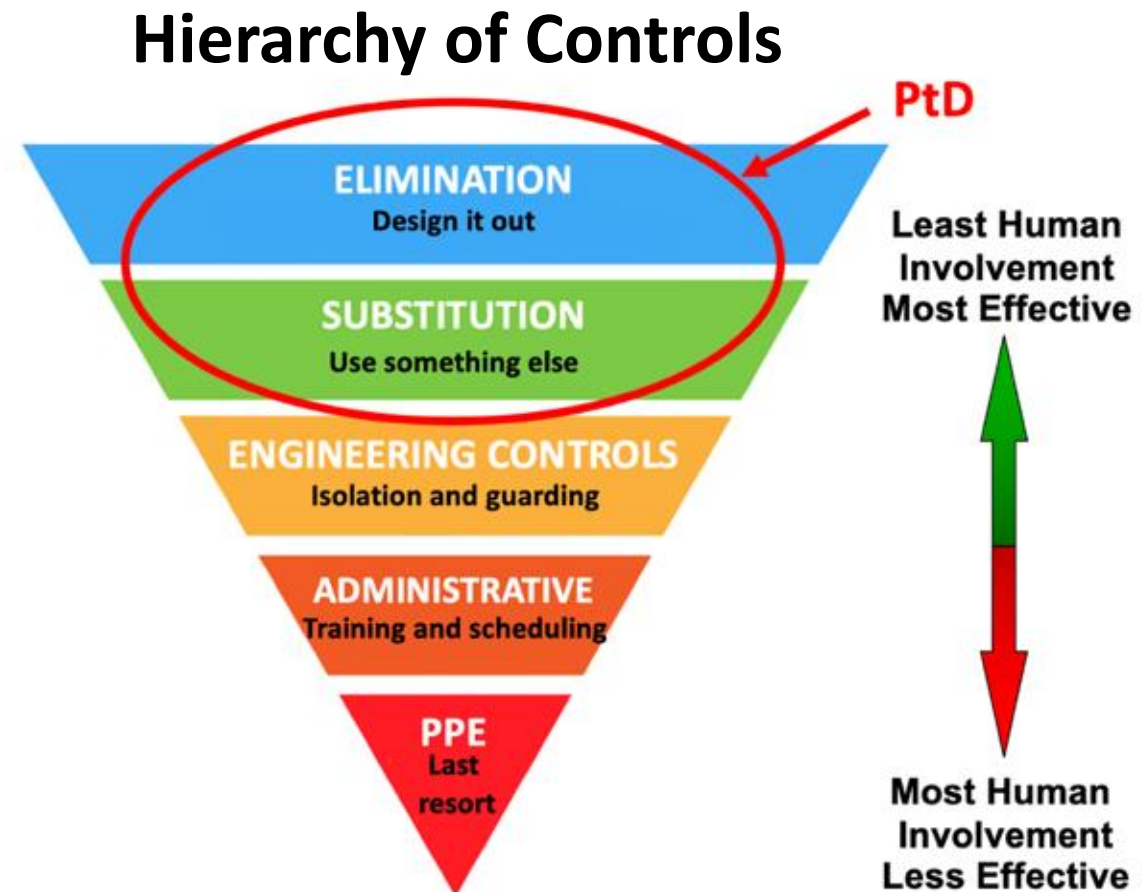 Hierarchy of Controls
PtD
ELIMINATION
Design it out
SUBSTITUTION
Use something else
ENGINEERING CONTROLS
Isolation and guarding
ADMINISTRATIVE
Training and scheduling
PPE
Last
resort
Least Human
Involvement
Most Effective
Most Human
Involvement
Less Effective